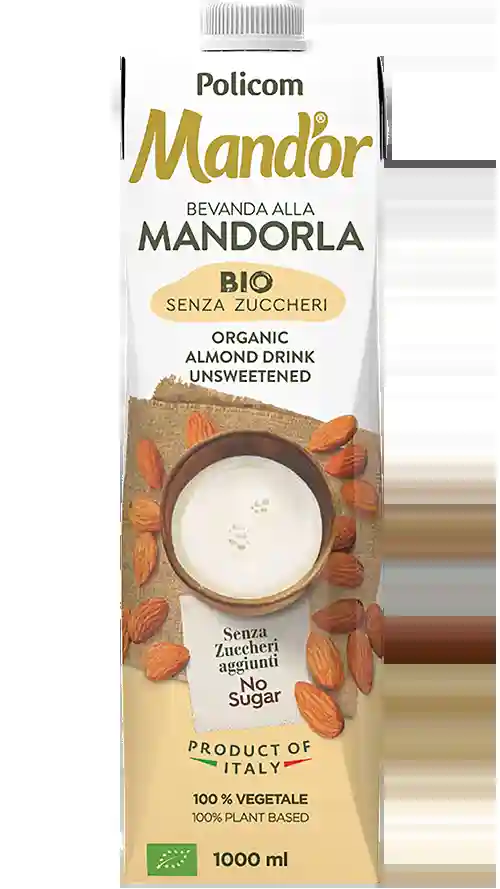 Policom
Mand'or®
BEVANDA ALLA
MANDORLA
BIO
SENZA ZUCCHERI
ORGANIC
ALMOND DRINK
UNSWEETENED
Senza
Zuccheri
aggiunti
No
Sugar
PRODUCT OF
ITALY
100 % VEGETALE
100% PLANT BASED
1000 ml